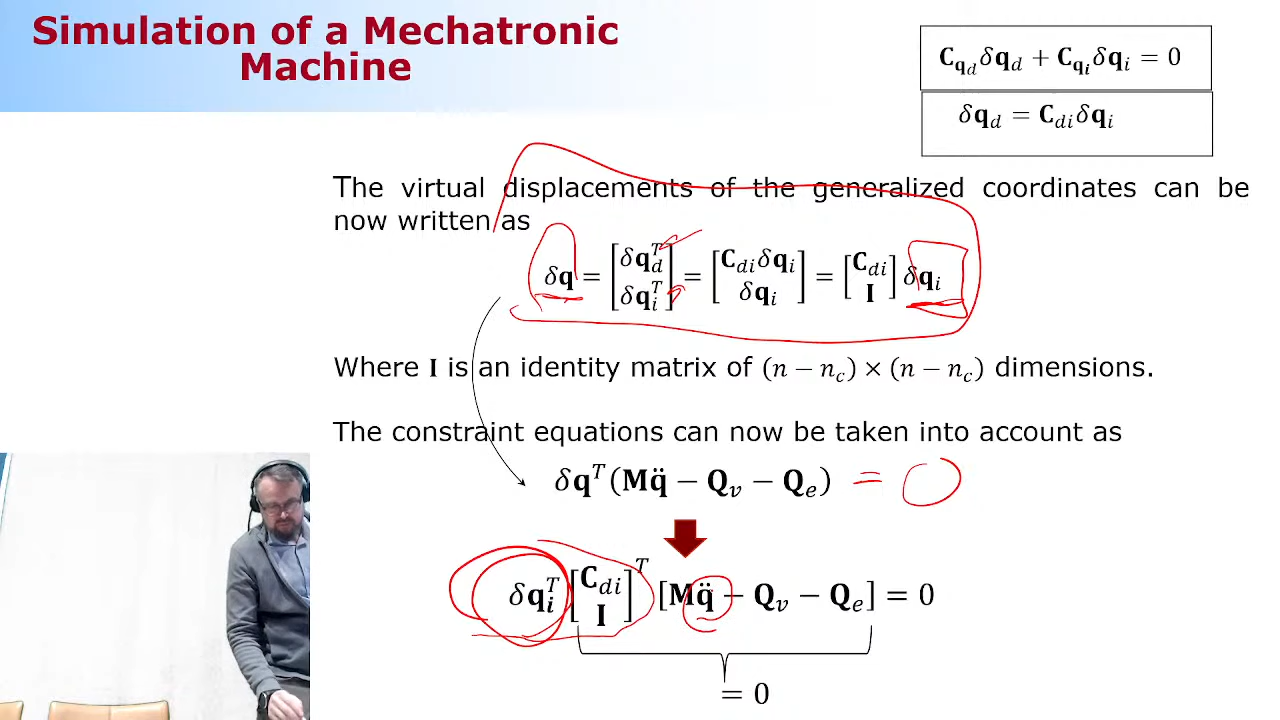 Simulation of a Mechatronic
Machine
C_{q_d} δq_d + C_{q_i} δq_i = 0
δq_d = C_{di} δq_i
The virtual displacements of the generalized coordinates can be
now written as
δq = [δq_d^T; δq_i^T] = [C_{di} δq_i; δq_i] = [C_{di}; I] δq_i
Where I is an identity matrix of (n − n_c) × (n − n_c) dimensions.
The constraint equations can now be taken into account as
δq^T (Mq̈ − Q_v − Q_e) = 0
δq_i^T [C_{di}; I]^T [Mq̈ − Q_v − Q_e] = 0
= 0